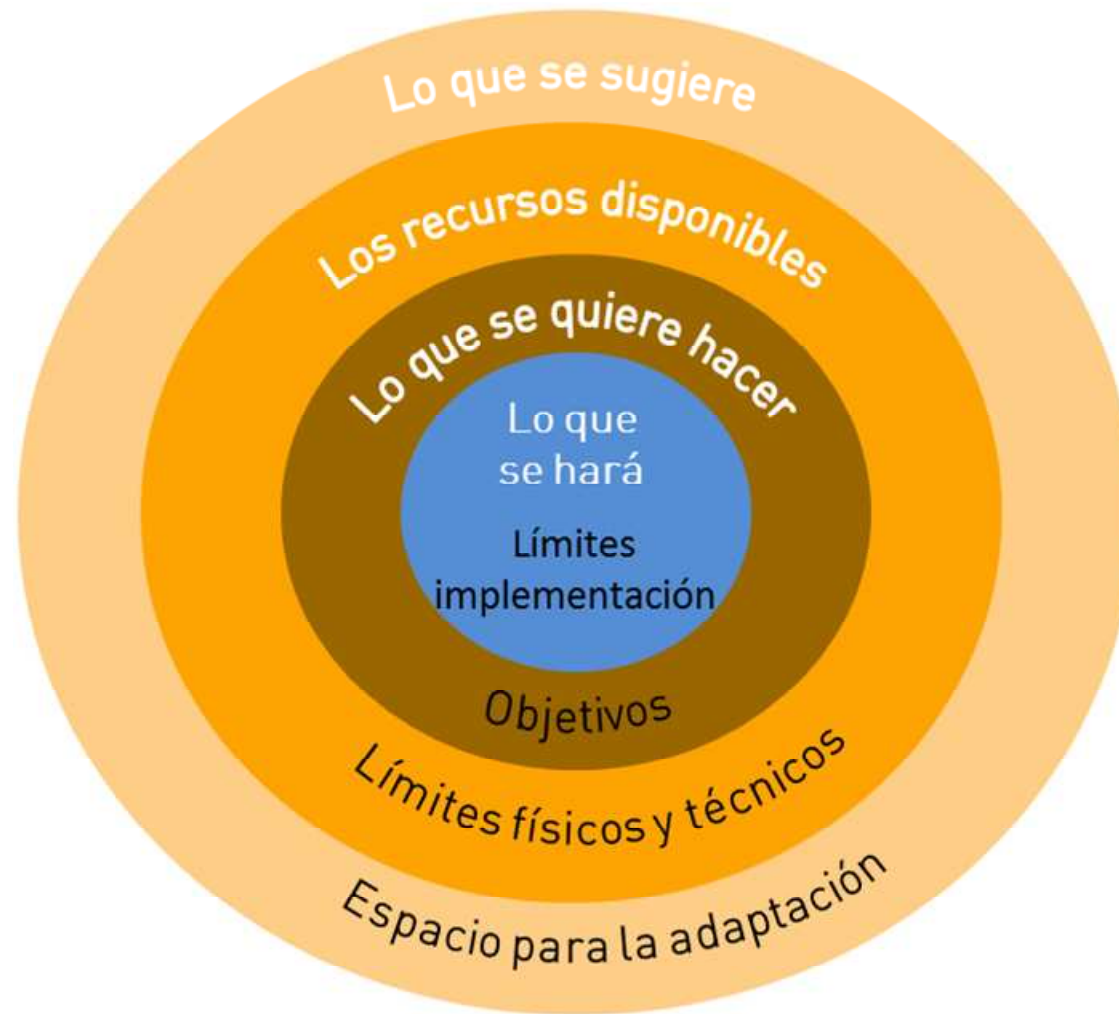 Lo que se sugiere
Los recursos disponibles
Lo que se quiere hacer
Lo que
se hará
Límites
implementación
Objetivos
Límites físicos y técnicos
Espacio para la adaptación